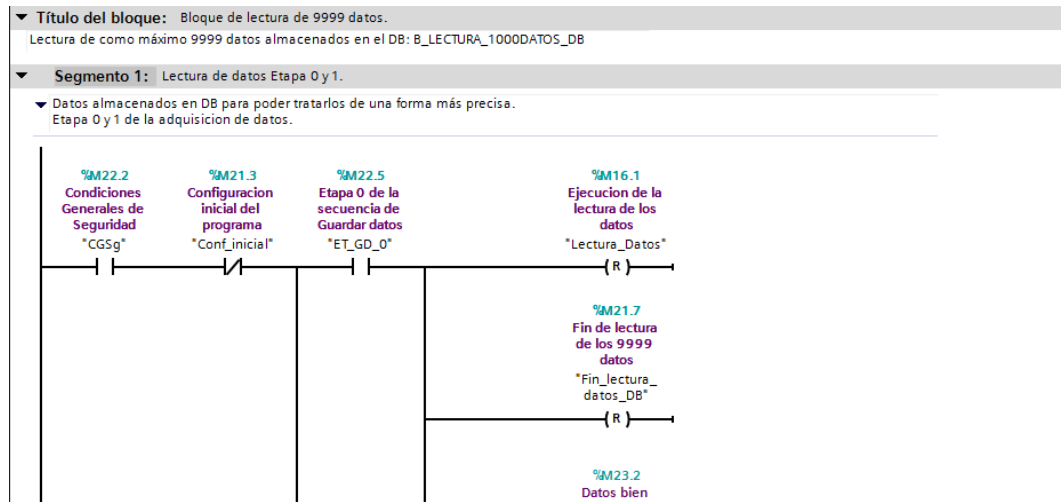 Título del bloque: Bloque de lectura de 9999 datos.
Lectura de como máximo 9999 datos almacenados en el DB: B_LECTURA_1000DATOS_DB
Segmento 1: Lectura de datos Etapa 0 y 1.
Datos almacenados en DB para poder tratarlos de una forma más precisa.
Etapa 0 y 1 de la adquisicion de datos.
%M22.2
Condiciones
Generales de
Seguridad
"CGSg"
%M21.3
Configuracion
inicial del
programa
"Conf_inicial"
%M22.5
Etapa 0 de la
secuencia de
Guardar datos
"ET_GD_0"
%M16.1
Ejecucion de la
lectura de los
datos
"Lectura_Datos"
R
%M21.7
Fin de lectura
de los 9999
datos
"Fin_lectura_
datos_DB"
R
%M23.2
Datos bien